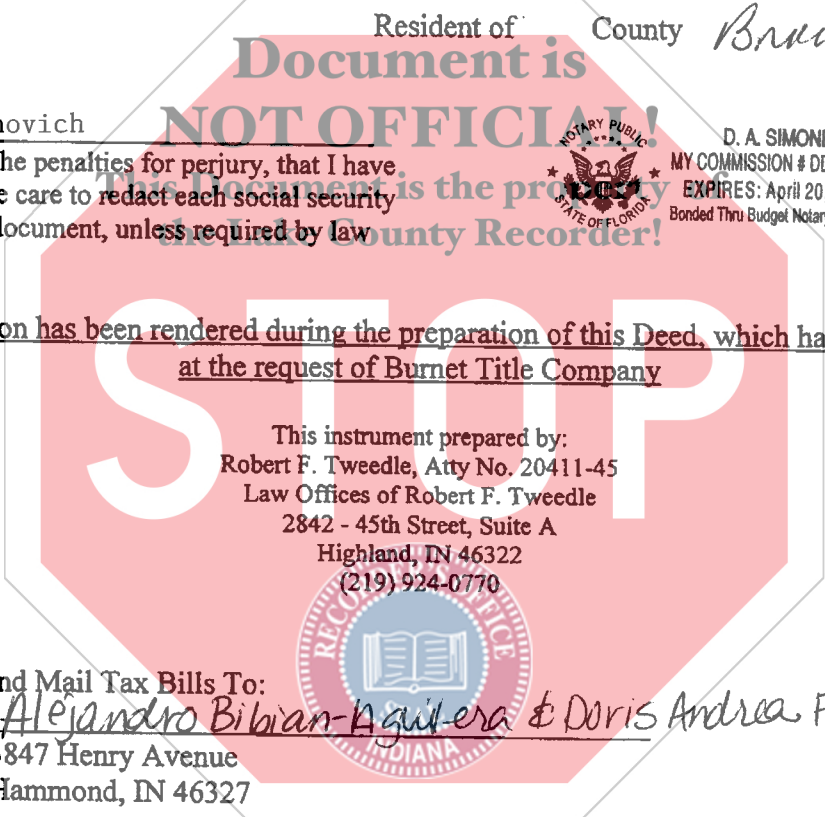 Resident of County
Document is
NOT OFFICIAL!
This Document is the property of
the Lake County Recorder!
novich
he penalties for perjury, that I have
e care to redact each social security
document, unless required by law
NOTARY PUBLIC
STATE OF FLORIDA
D. A. SIMON
MY COMMISSION # DD
EXPIRES: April 20
Bonded Thru Budget Notary
on has been rendered during the preparation of this Deed, which ha
at the request of Burnet Title Company
STOP
This instrument prepared by:
Robert F. Tweedle, Atty No. 20411-45
Law Offices of Robert F. Tweedle
2842 - 45th Street, Suite A
Highland, IN 46322
(219) 924-0770
RECORDER'S OFFICE
INDIANA
nd Mail Tax Bills To:
Alejandro Bibian-Aguilera & Doris Andrea F
847 Henry Avenue
Hammond, IN 46327